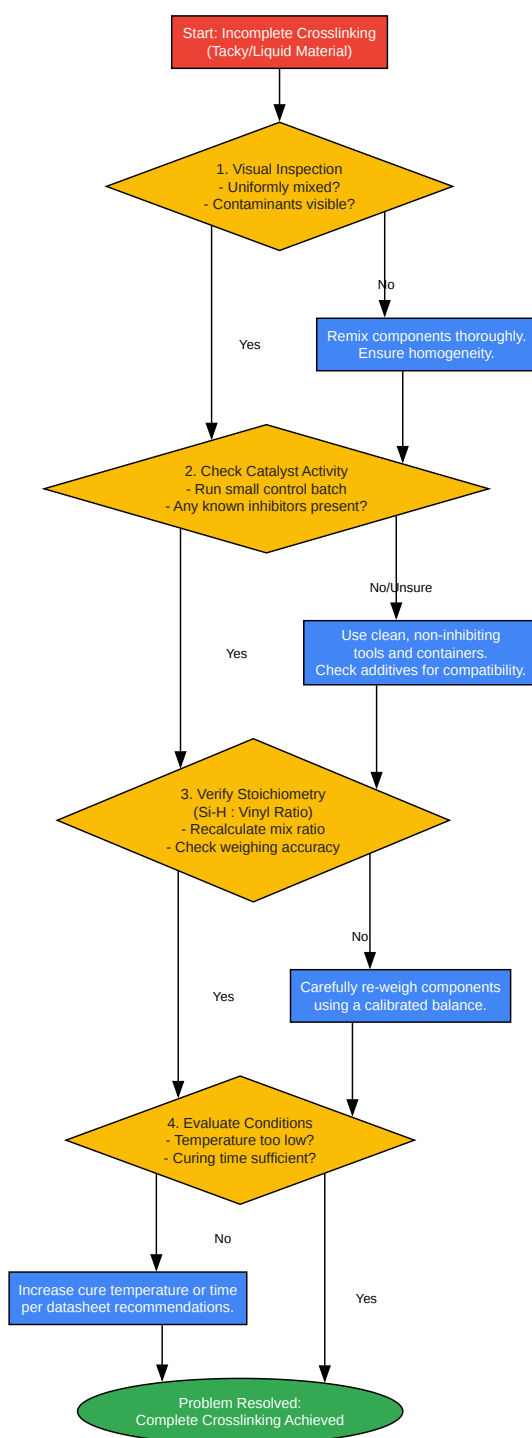 Start: Incomplete Crosslinking
(Tacky/Liquid Material)
1. Visual Inspection
- Uniformly mixed?
- Contaminants visible?
No
Yes
Remix components thoroughly.
Ensure homogeneity.
2. Check Catalyst Activity
- Run small control batch
- Any known inhibitors present?
No/Unsure
Yes
Use clean, non-inhibiting
tools and containers.
Check additives for compatibility.
3. Verify Stoichiometry
(Si-H : Vinyl Ratio)
- Recalculate mix ratio
- Check weighing accuracy
No
Yes
Carefully re-weigh components
using a calibrated balance.
4. Evaluate Conditions
- Temperature too low?
- Curing time sufficient?
No
Increase cure temperature or time
per datasheet recommendations.
Yes
Problem Resolved:
Complete Crosslinking Achieved